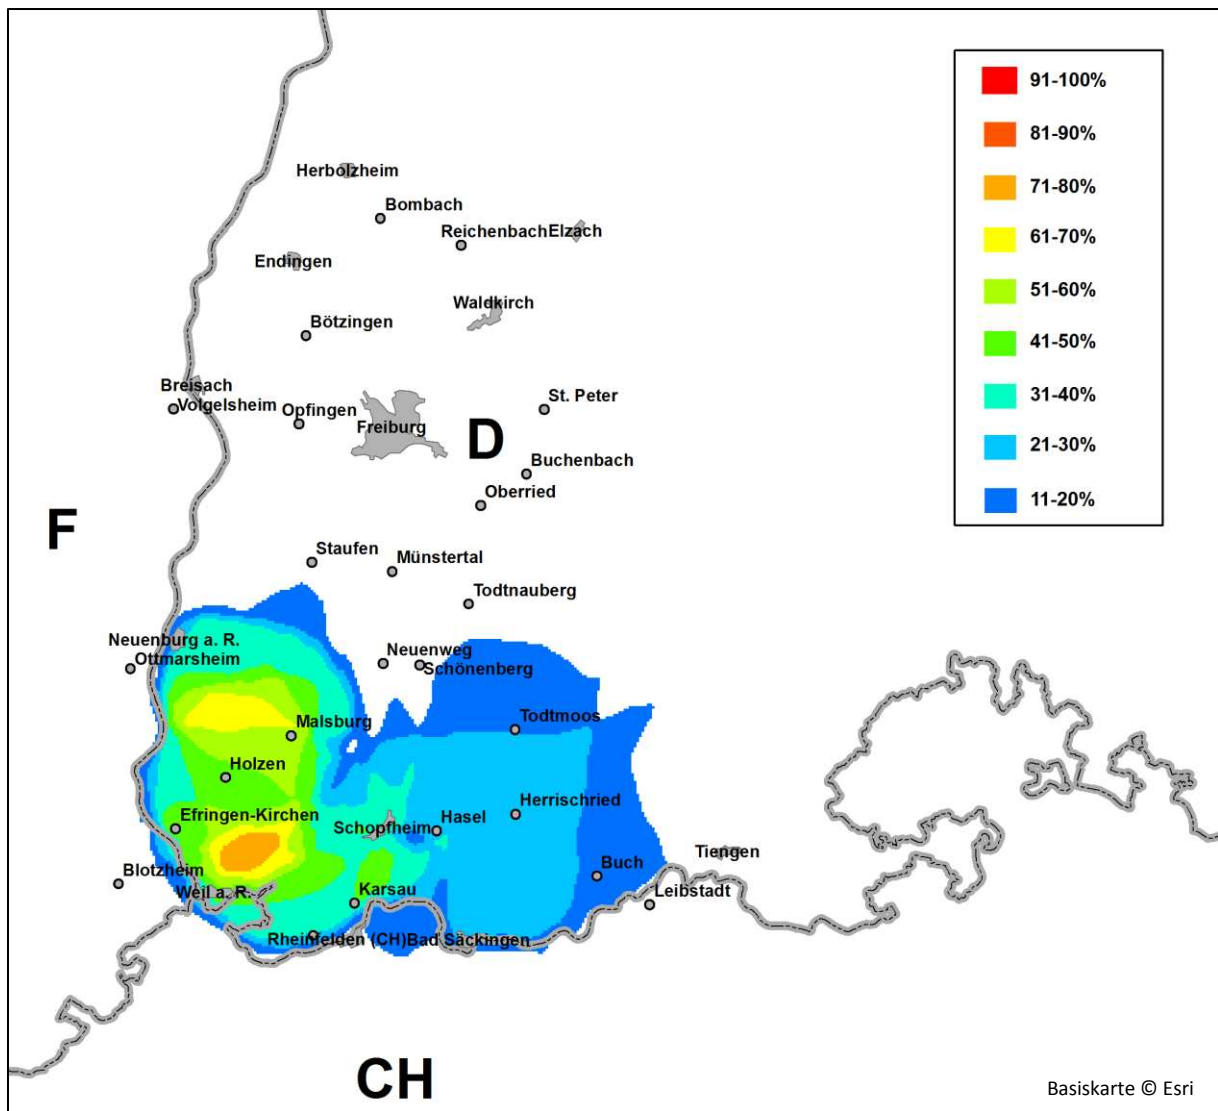 91-100%
81-90%
71-80%
61-70%
51-60%
41-50%
31-40%
21-30%
11-20%
Herbolzheim
Bombach
Reichenbach
Elzach
Endingen
Waldkirch
Bötzingen
Breisach
Volgelsheim
Opfingen
Freiburg
D
St. Peter
Buchenbach
Oberried
F
Staufen
Münstertal
Todtnauberg
Neuenburg a. R.
Ottmarsheim
Neuenweg
Schönenberg
Malsburg
Todtmoos
Holzen
Efringen-Kirchen
Schopfheim
Hasel
Herrischried
Blotzheim
Weil a. R.
Karsau
Buch
Tiengen
Leibstadt
Rheinfelden (CH)
Bad Säckingen
CH
Basiskarte © Esri